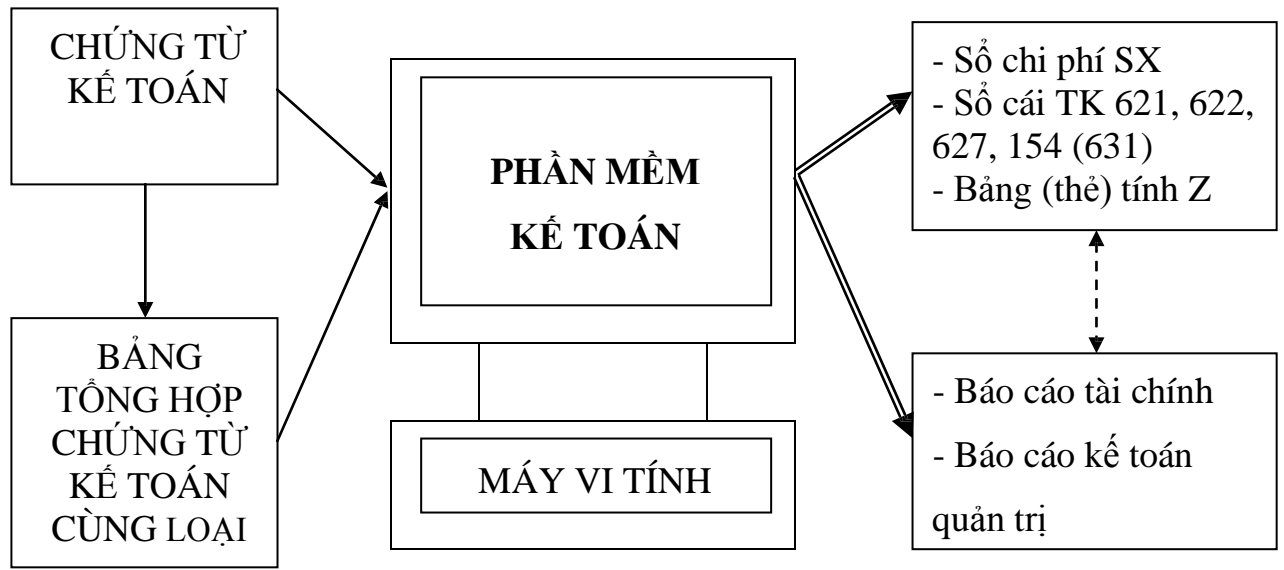 CHỨNG TỪ
KẾ TOÁN
BẢNG
TỔNG HỢP
CHỨNG TỪ
KẾ TOÁN
CÙNG LOẠI
PHẦN MỀM
KẾ TOÁN
MÁY VI TÍNH
- Sổ chi phí SX
- Sổ cái TK 621, 622,
627, 154 (631)
- Bảng (thẻ) tính Z
- Báo cáo tài chính
- Báo cáo kế toán
quản trị